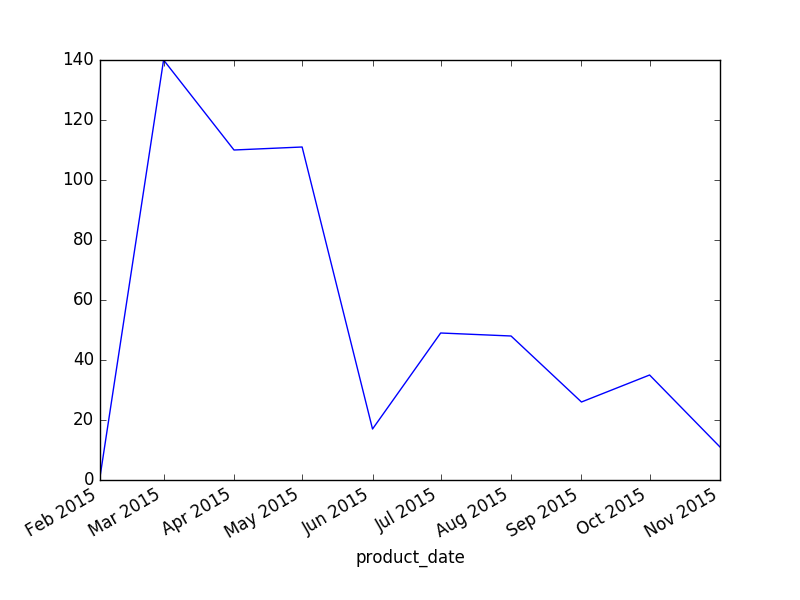 140
120
100
80
60
40
20
0
Feb 2015
Mar 2015
Apr 2015
May 2015
Jun 2015
Jul 2015
Aug 2015
Sep 2015
Oct 2015
Nov 2015
product_date